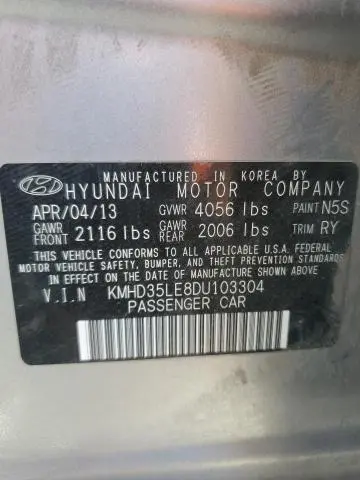 MANUFACTURED IN KOREA BY
HYUNDAI MOTOR COMPANY
APR/04/13 GVWR 4056 lbs PAINT N5S
GAWR FRONT 2116 lbs GAWR REAR 2006 lbs TRIM RY
THIS VEHICLE CONFORMS TO ALL APPLICABLE U.S.A. FEDERAL
MOTOR VEHICLE SAFETY, BUMPER, AND THEFT PREVENTION STANDARDS
IN EFFECT ON THE DATE OF MANUFACTURE SHOWN ABOVE.
V.I.N KMHD35LE8DU103304
PASSENGER CAR